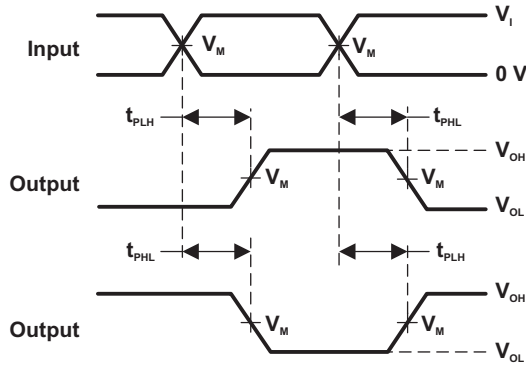 V_I
Input
V_M
V_M
0 V
t_PLH
t_PHL
V_OH
Output
V_M
V_M
V_OL
t_PHL
t_PLH
V_OH
Output
V_M
V_M
V_OL